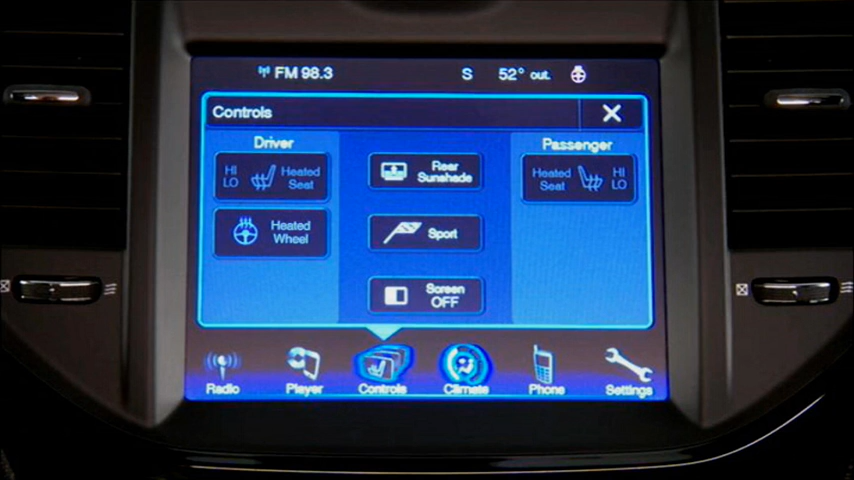 FM 98.3 S 52° out.
Controls X
Driver
HI
LO
Heated
Seat
Heated
Wheel
Rear
Sunshade
Sport
Screen
OFF
Passenger
Heated
Seat
HI
LO
Radio Player Controls Climate Phone Settings